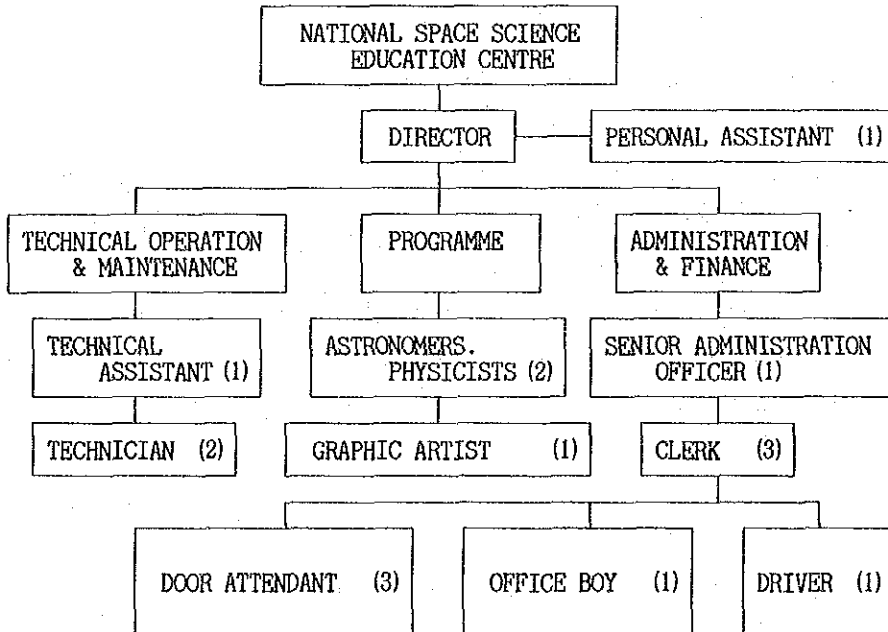 NATIONAL SPACE SCIENCE
EDUCATION CENTRE
DIRECTOR
PERSONAL ASSISTANT (1)
TECHNICAL OPERATION
& MAINTENANCE
PROGRAMME
ADMINISTRATION
& FINANCE
TECHNICAL
ASSISTANT (1)
ASTRONOMERS.
PHYSICISTS (2)
SENIOR ADMINISTRATION
OFFICER (1)
TECHNICIAN (2)
GRAPHIC ARTIST (1)
CLERK (3)
DOOR ATTENDANT (3)
OFFICE BOY (1)
DRIVER (1)